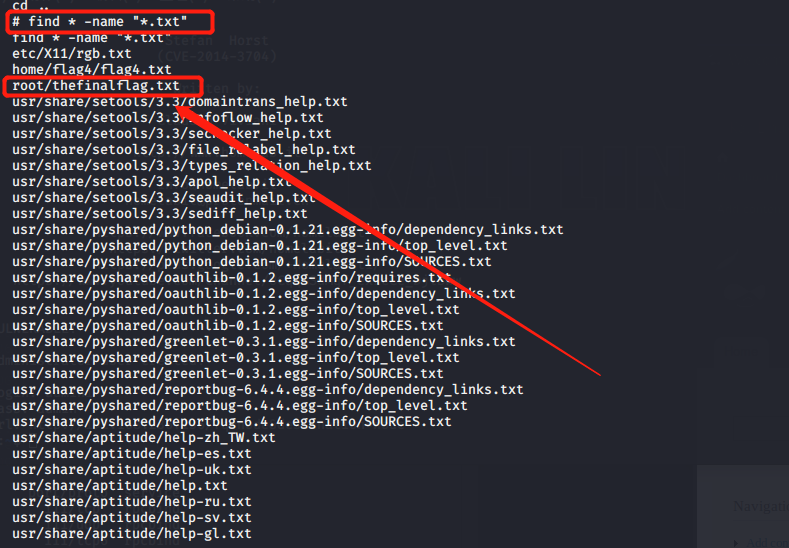 cd ..
# find * -name "*.txt"
find * -name "*.txt"
Stefan Horst
etc/X11/rgb.txt
(CVE-2014-3704)
home/flag4/flag4.txt
root/thefinalflag.txt
by:
usr/share/setools/3.3/domaintrans_help.txt
usr/share/setools/3.3/infoflow_help.txt
usr/share/setools/3.3/sechecker_help.txt
usr/share/setools/3.3/file_relabel_help.txt
usr/share/setools/3.3/types_relation_help.txt
usr/share/setools/3.3/apol_help.txt
usr/share/setools/3.3/seaudit_help.txt
usr/share/setools/3.3/sediff_help.txt
usr/share/pyshared/python_debian-0.1.21.egg-info/dependency_links.txt
usr/share/pyshared/python_debian-0.1.21.egg-info/top_level.txt
usr/share/pyshared/python_debian-0.1.21.egg-info/SOURCES.txt
usr/share/pyshared/oauthlib-0.1.2.egg-info/requires.txt
usr/share/pyshared/oauthlib-0.1.2.egg-info/dependency_links.txt
usr/share/pyshared/oauthlib-0.1.2.egg-info/top_level.txt
usr/share/pyshared/oauthlib-0.1.2.egg-info/SOURCES.txt
usr/share/pyshared/greenlet-0.3.1.egg-info/dependency_links.txt
usr/share/pyshared/greenlet-0.3.1.egg-info/top_level.txt
usr/share/pyshared/greenlet-0.3.1.egg-info/SOURCES.txt
usr/share/pyshared/reportbug-6.4.4.egg-info/dependency_links.txt
usr/share/pyshared/reportbug-6.4.4.egg-info/top_level.txt
usr/share/pyshared/reportbug-6.4.4.egg-info/SOURCES.txt
usr/share/aptitude/help-zh_TW.txt
usr/share/aptitude/help-es.txt
usr/share/aptitude/help-uk.txt
usr/share/aptitude/help.txt
usr/share/aptitude/help-ru.txt
Navigam
usr/share/aptitude/help-sv.txt
usr/share/aptitude/help-gl.txt